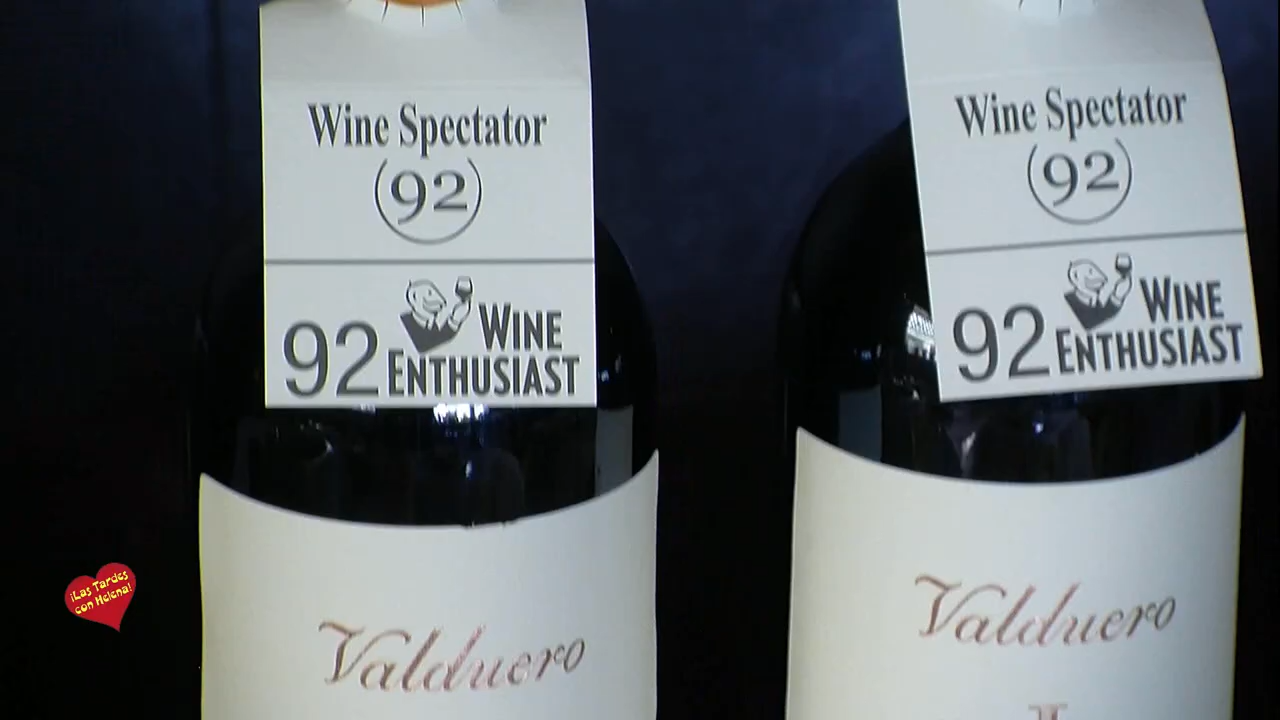 Wine Spectator
92
92 WINE
ENTHUSIAST
Valduero
Wine Spectator
92
92 WINE
ENTHUSIAST
Valduero
¡Las Tardes
con Helena!